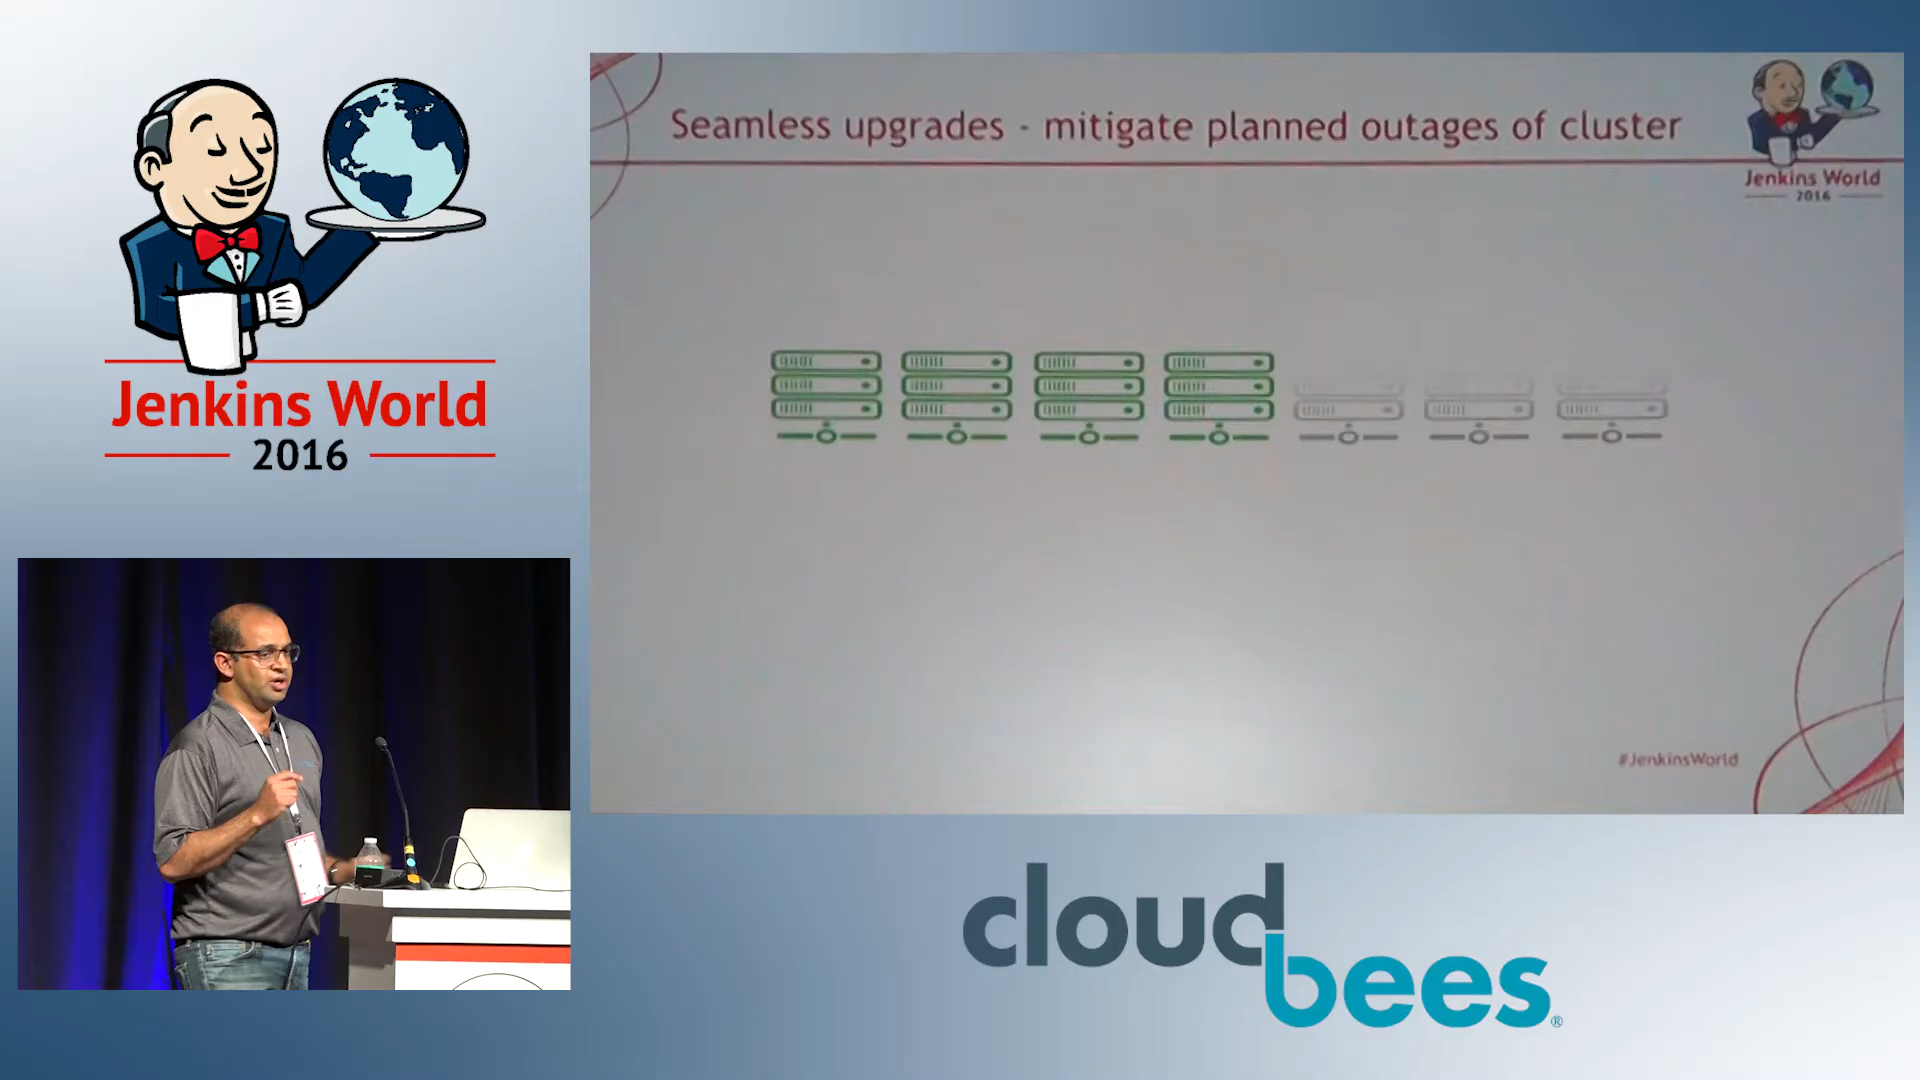 Jenkins World
2016
Seamless upgrades - mitigate planned outages of cluster
Jenkins World
2016
#JenkinsWorld
cloud
bees®